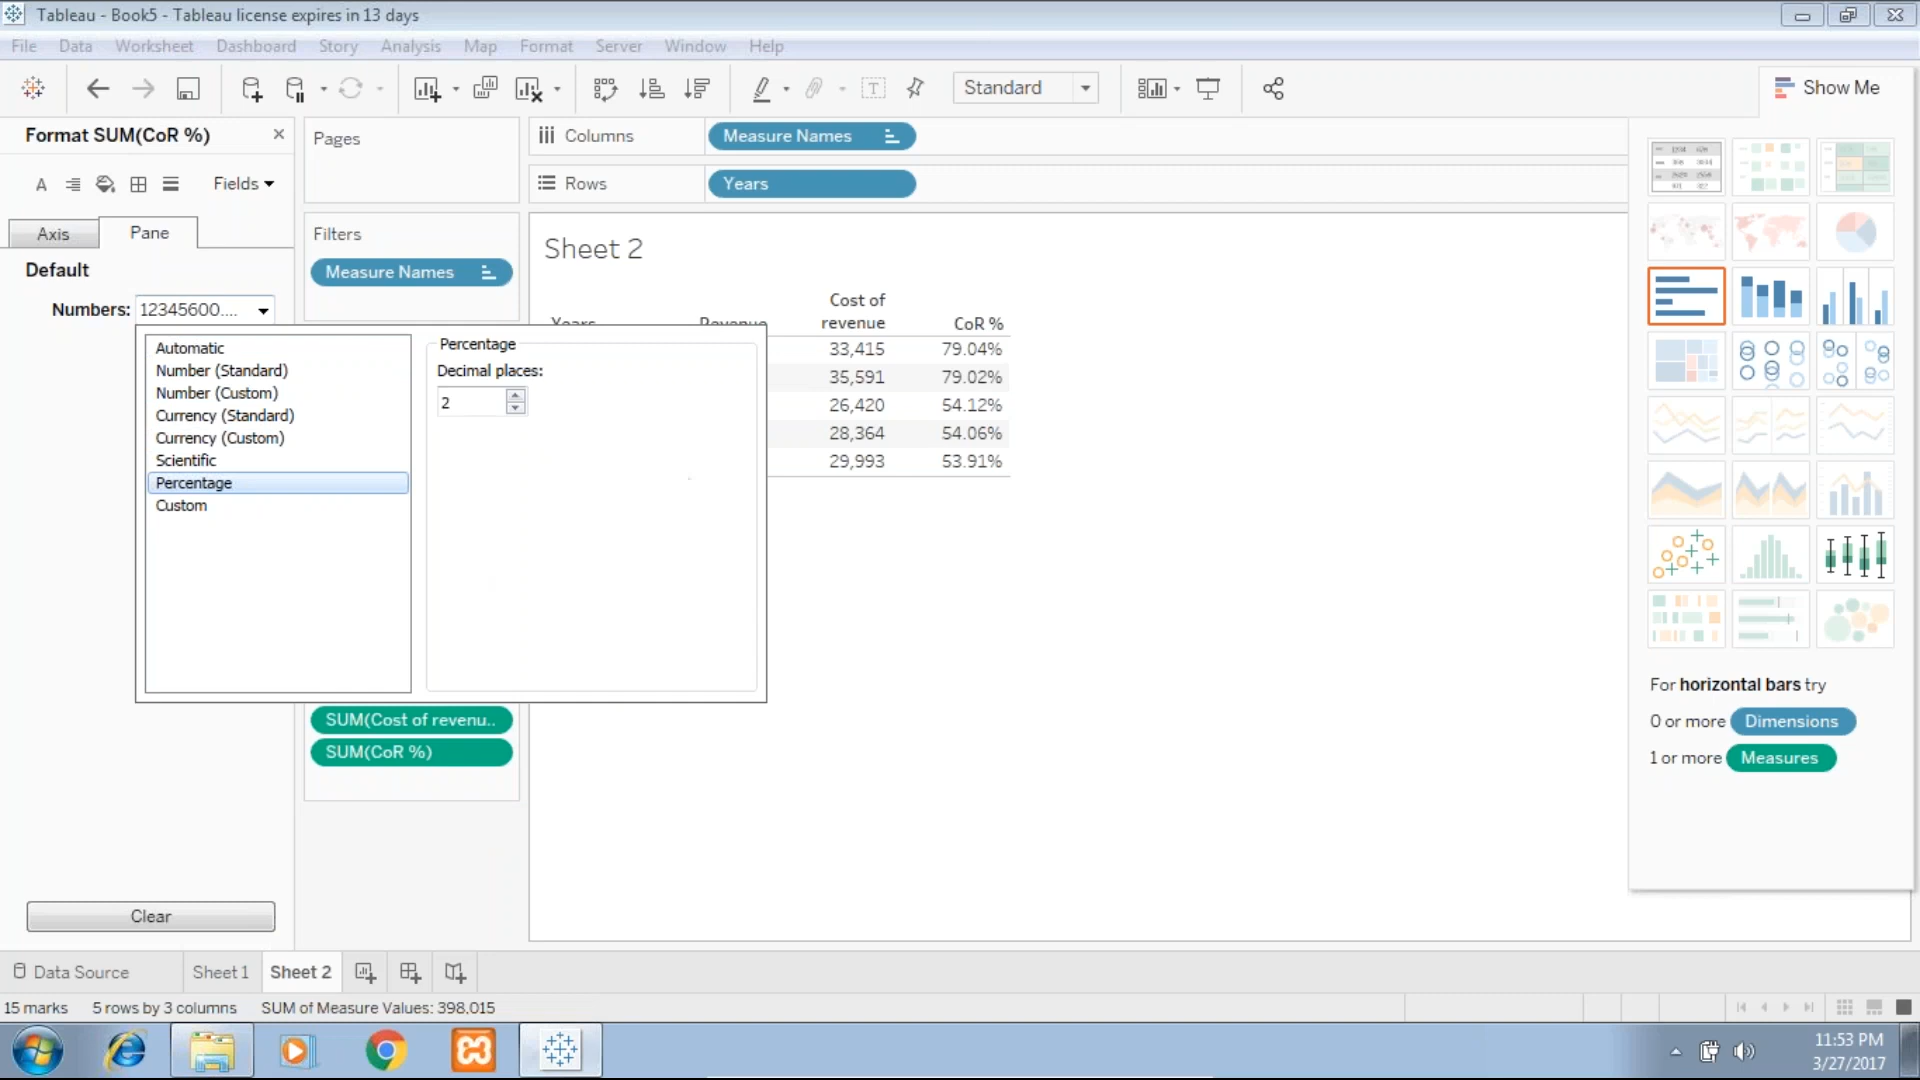 Tableau - Book5 - Tableau license expires in 13 days
File Data Worksheet Dashboard Story Analysis Map Format Server Window Help
Standard
Show Me
Format SUM(CoR %)
Fields
Axis Pane
Default
Numbers: 12345600....
Automatic
Number (Standard)
Number (Custom)
Currency (Standard)
Currency (Custom)
Scientific
Percentage
Custom
Percentage
Decimal places:
2
Clear
Pages
Filters
Measure Names
SUM(Cost of revenu..
SUM(CoR %)
Columns Measure Names
Rows Years
Sheet 2
Years Revenue Cost of revenue CoR %
33,415 79.04%
35,591 79.02%
26,420 54.12%
28,364 54.06%
29,993 53.91%
For horizontal bars try
0 or more Dimensions
1 or more Measures
Data Source Sheet 1 Sheet 2
15 marks 5 rows by 3 columns SUM of Measure Values: 398,015
11:53 PM
3/27/2017